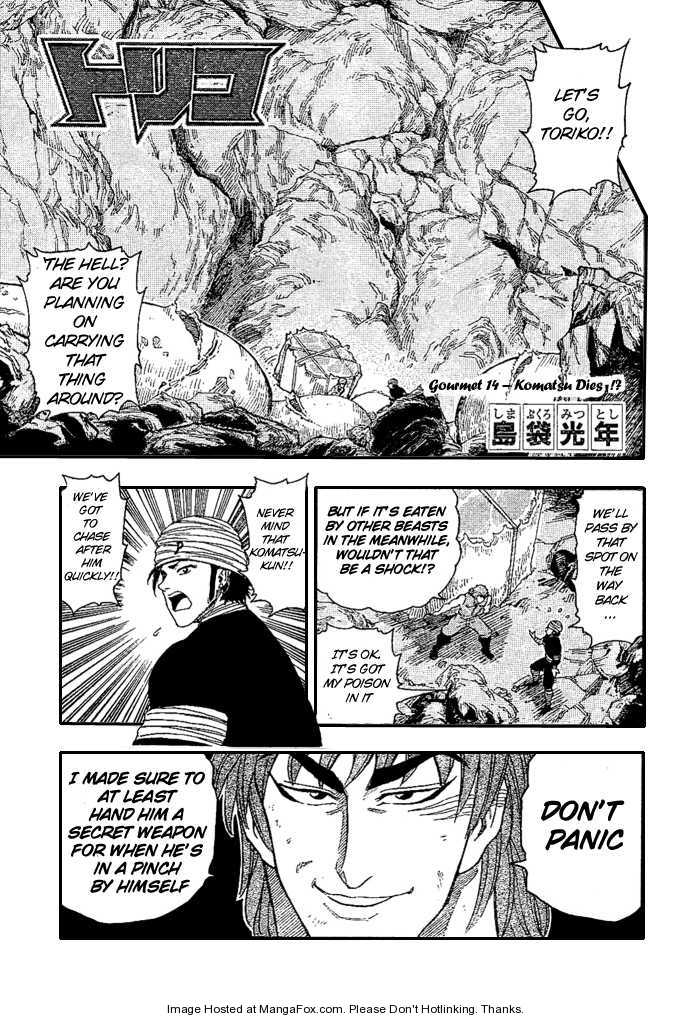 トリコ
LET'S
GO,
TORIKO!!
THE HELL?
ARE YOU
PLANNING
ON
CARRYING
THAT
THING
AROUND?
Gourmet 14 – Komatsu Dies !?
しま ぶくろ みつ とし
島袋光年
WE'LL
PASS BY
THAT
SPOT ON
THE WAY
BACK
...
BUT IF IT'S EATEN
BY OTHER BEASTS
IN THE MEANWHILE,
WOULDN'T THAT
BE A SHOCK!?
IT'S OK.
IT'S GOT
MY POISON
IN IT
NEVER
MIND
THAT
KOMATSU-
KUN!!
WE'VE
GOT
TO
CHASE
AFTER
HIM
QUICKLY!!
P
DON'T
PANIC
I MADE SURE TO
AT LEAST
HAND HIM A
SECRET WEAPON
FOR WHEN HE'S
IN A PINCH
BY HIMSELF
Image Hosted at MangaFox.com. Please Don't Hotlinking. Thanks.